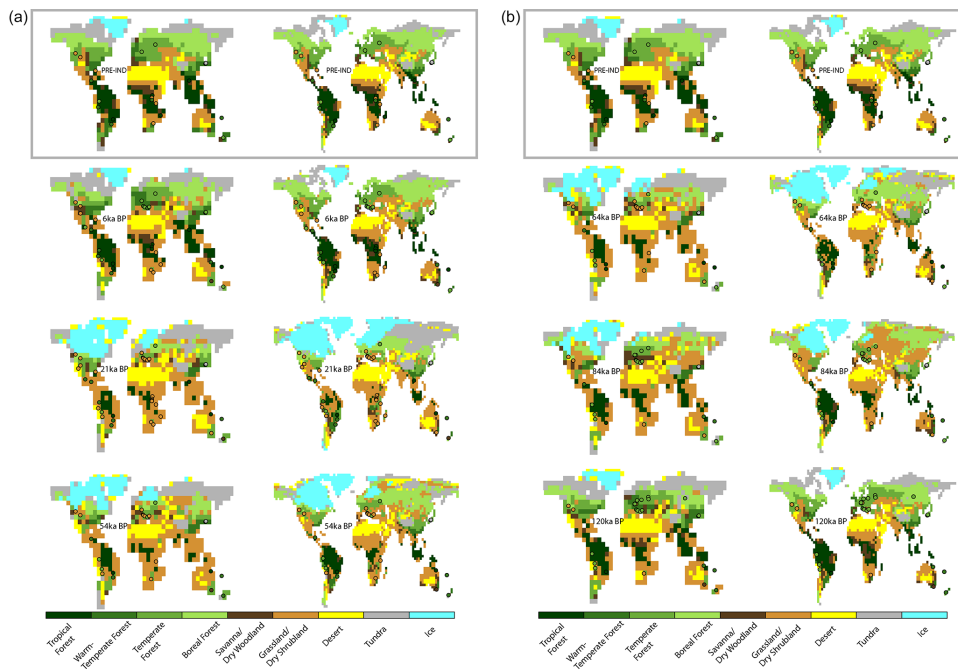 (a)
(b)
PRE-IND
PRE-IND
PRE-IND
PRE-IND
6ka BP
6ka BP
64ka BP
64ka BP
21ka BP
21ka BP
84ka BP
84ka BP
54ka BP
54ka BP
120ka BP
120ka BP
Tropical
Forest
Warm-
Temperate Forest
Temperate
Forest
Boreal Forest
Savanna/
Dry Woodland
Grassland/
Dry Shrubland
Desert
Tundra
Ice
Tropical
Forest
Warm-
Temperate Forest
Temperate
Forest
Boreal Forest
Savanna/
Dry Woodland
Grassland/
Dry Shrubland
Desert
Tundra
Ice